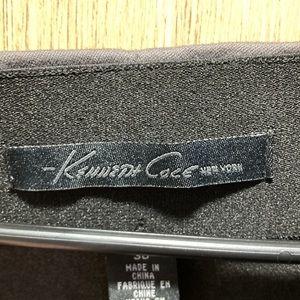 Kenneth Cole NEW YORK
MADE IN
CHINA
FABRIQUE EN
CHINE